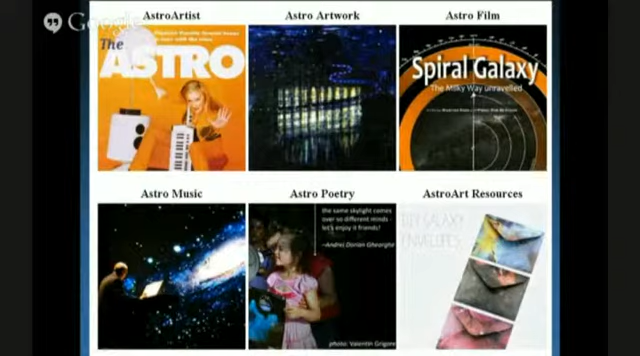 Google
AstroArtist
Astro Artwork
Astro Film
The
ASTRO
Spiral Galaxy
The Milky Way unravelled
Astro Music
Astro Poetry
AstroArt Resources
the same skylight comes
over so different minds -
let's enjoy it friends!
–Andrei Dorian Gheorghe
photo: Valentin Grigore
GALAXY
ENVELOPES